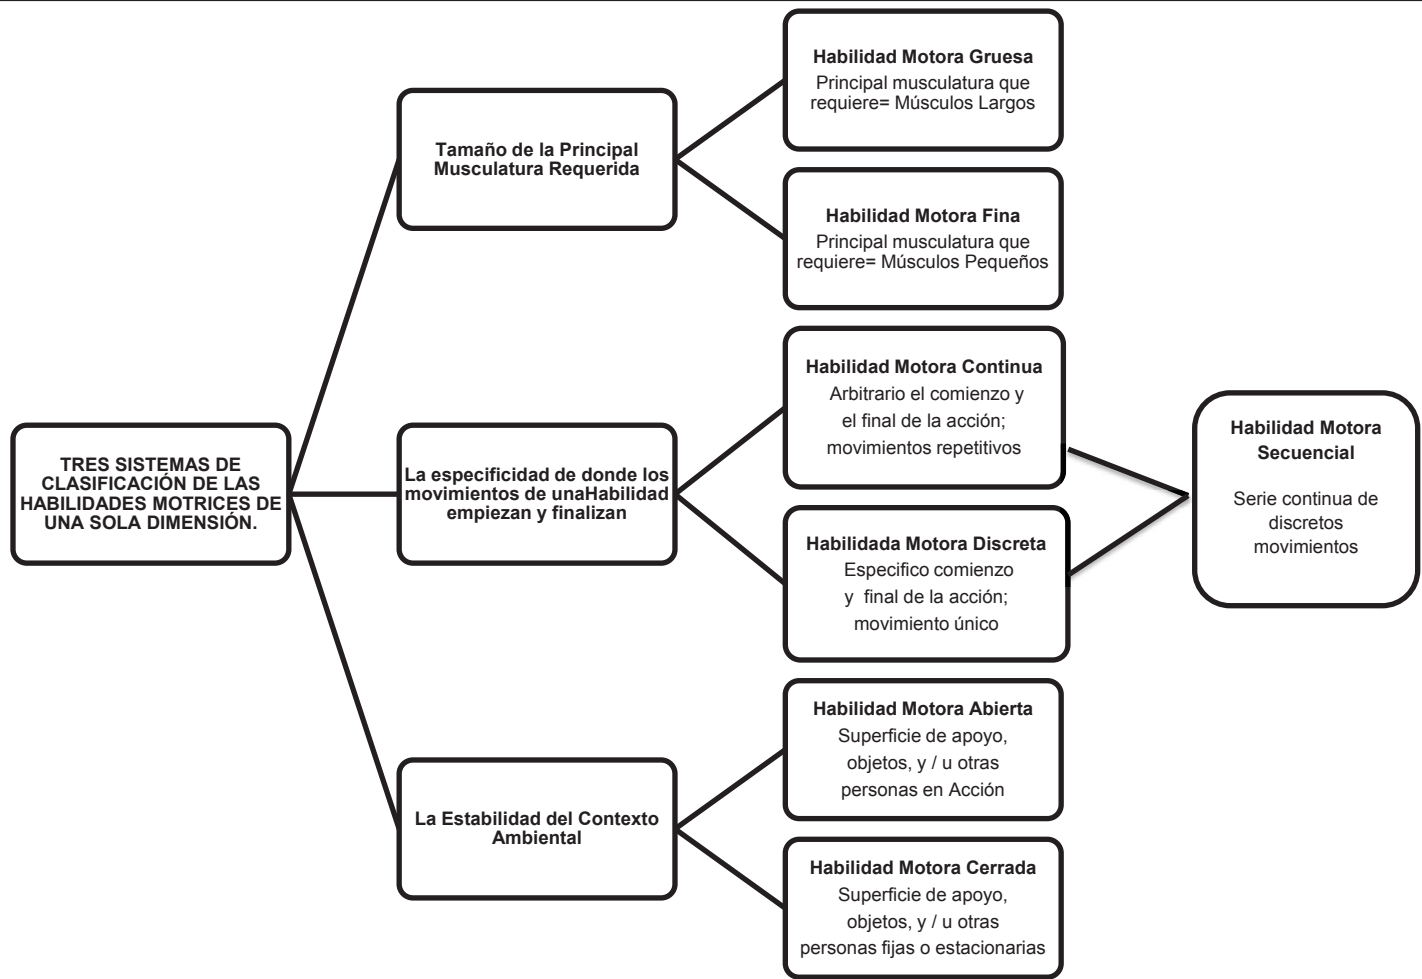 TRES SISTEMAS DE
CLASIFICACIÓN DE LAS
HABILIDADES MOTRICES DE
UNA SOLA DIMENSIÓN.
Tamaño de la Principal
Musculatura Requerida
Habilidad Motora Gruesa
Principal musculatura que
requiere= Músculos Largos
Habilidad Motora Fina
Principal musculatura que
requiere= Músculos Pequeños
La especificidad de donde los
movimientos de unaHabilidad
empiezan y finalizan
Habilidad Motora Continua
Arbitrario el comienzo y
el final de la acción;
movimientos repetitivos
Habilidada Motora Discreta
Especifico comienzo
y final de la acción;
movimiento único
Habilidad Motora
Secuencial
Serie continua de
discretos
movimientos
La Estabilidad del Contexto
Ambiental
Habilidad Motora Abierta
Superficie de apoyo,
objetos, y / u otras
personas en Acción
Habilidad Motora Cerrada
Superficie de apoyo,
objetos, y / u otras
personas fijas o estacionarias